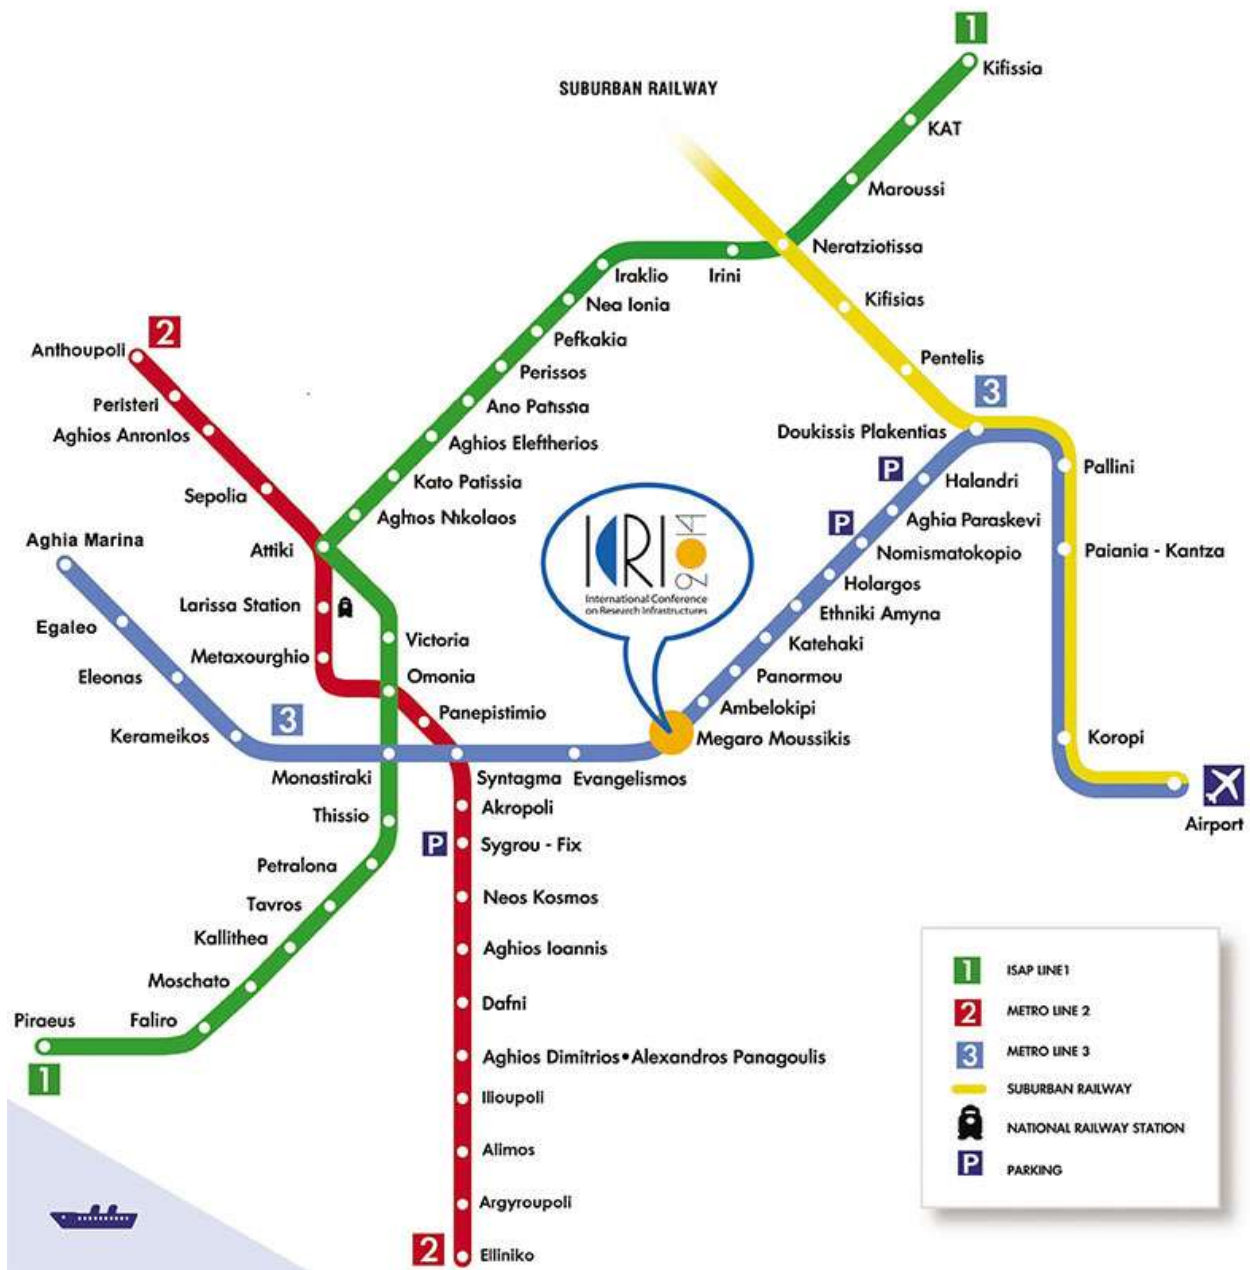 1
Kifissia
SUBURBAN RAILWAY
KAT
Maroussi
Neratziotissa
Iraklio
Irini
Nea Ionia
Kifisias
2
Anthoupoli
Pefkakia
Pentelis
Perissos
3
Peristeri
Ano Patissia
Aghios Anronios
Aghios Eleftherios
Doukissis Plakentias
Pallini
P
Halandri
Kato Patissia
Sepolia
Aghios Nikolaos
P
Aghia Paraskevi
ICRI
2014
Aghia Marina
Attiki
Nomismatokopio
Paiania - Kantza
Holargos
International Conference
on Research Infrastructures
Larissa Station
Ethniki Amyna
Egaleo
Victoria
Katehaki
Metaxourghio
Eleonas
Omonia
Panormou
Panepistimio
Ambelokipi
3
Kerameikos
Megaro Moussikis
Koropi
Monastiraki
Syntagma
Evangelismos
Akropoli
Thissio
Airport
P
Sygrou - Fix
Petralona
Neos Kosmos
Tavros
Kallithea
Aghios Ioannis
Moschato
1 ISAP LINE1
Dafni
2 METRO LINE 2
Piraeus
Faliro
Aghios Dimitrios•Alexandros Panagoulis
3 METRO LINE 3
1
SUBURBAN RAILWAY
Ilioupoli
NATIONAL RAILWAY STATION
Alimos
P PARKING
Argyroupoli
2
Elliniko